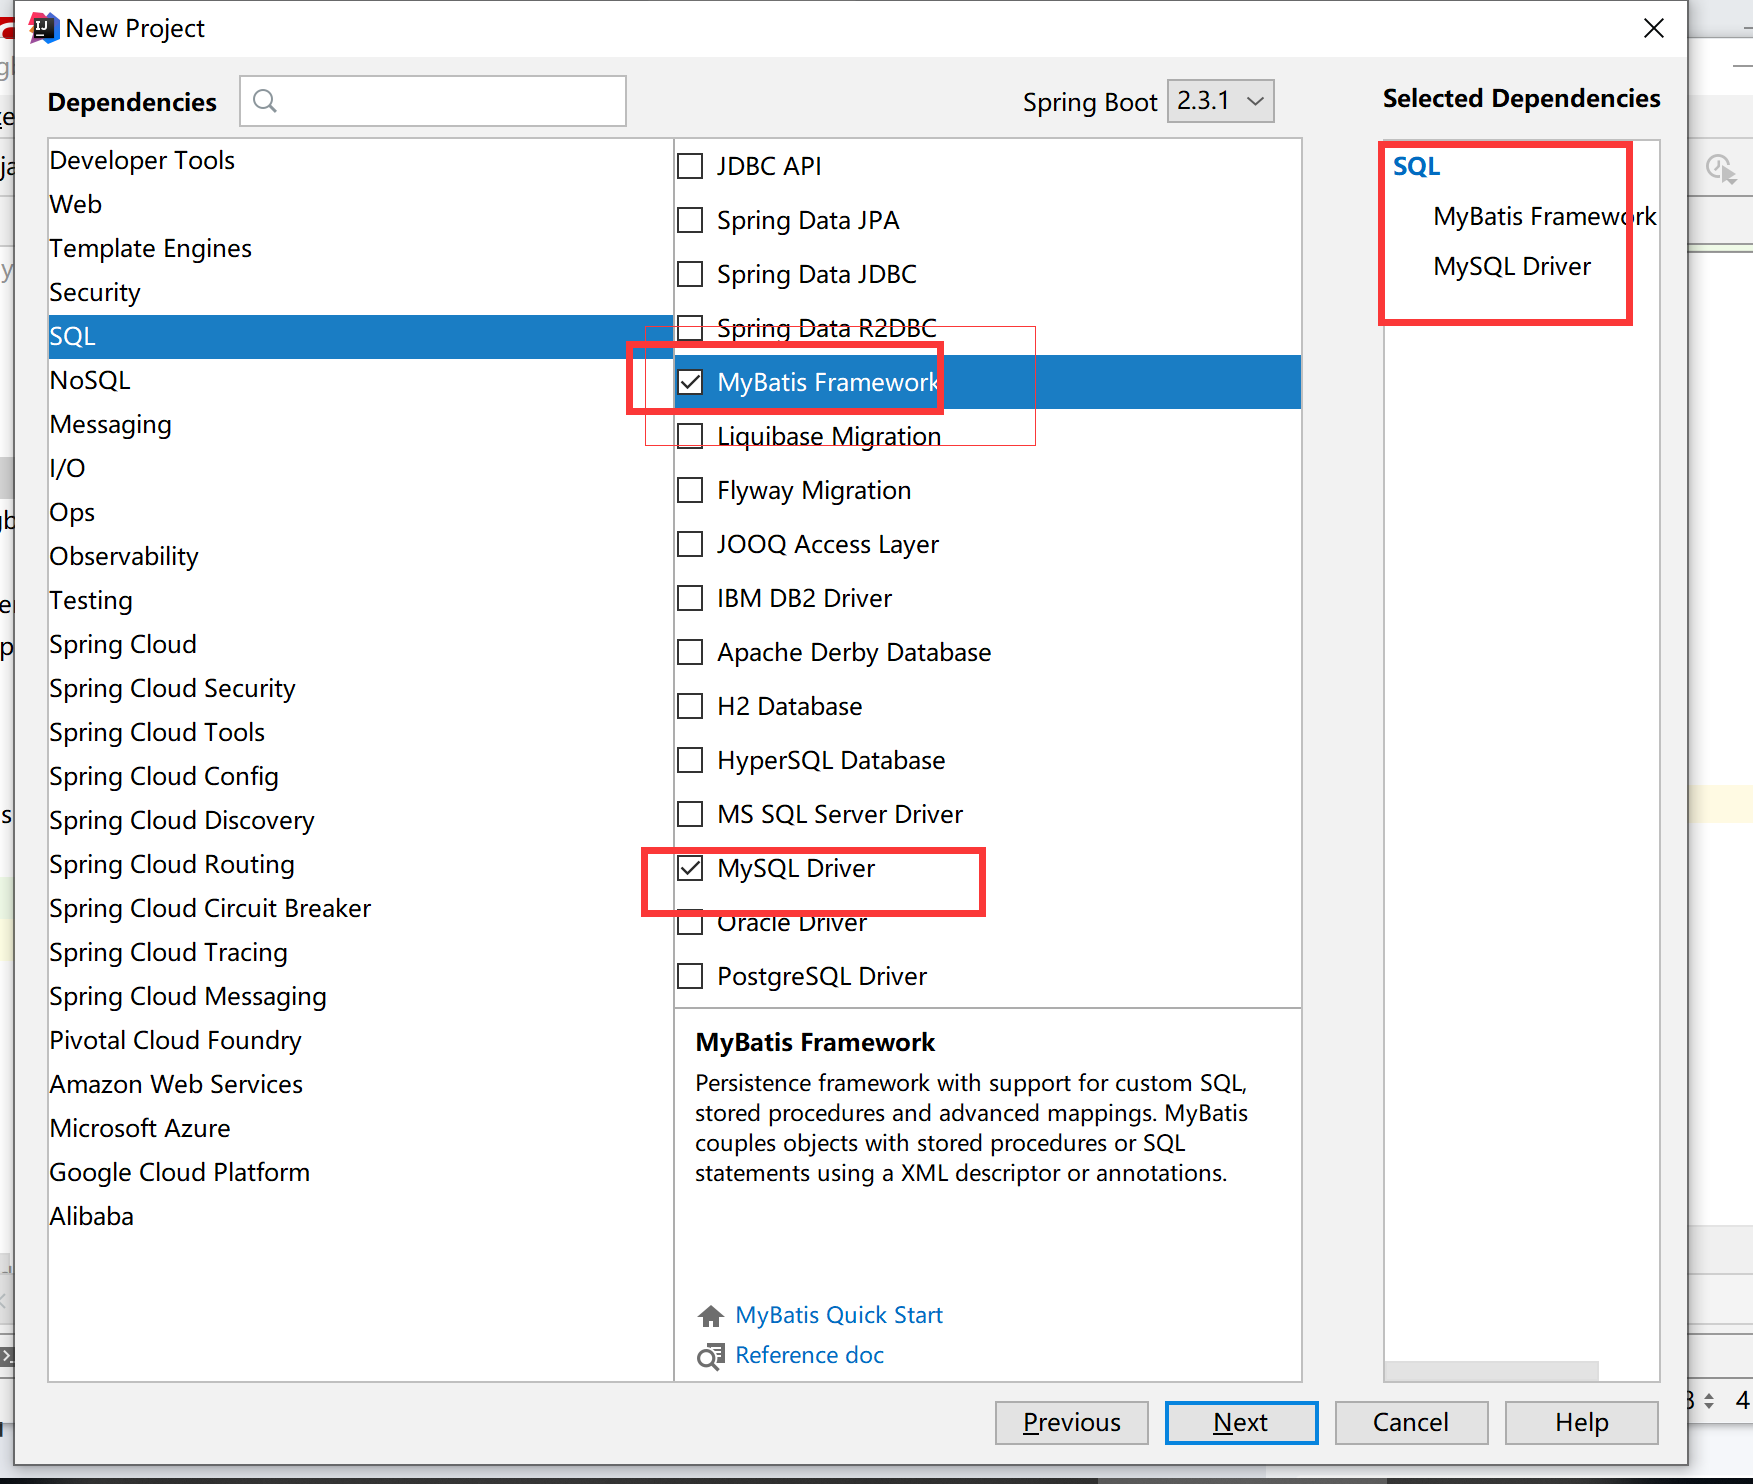 New Project
Dependencies
Spring Boot 2.3.1
Selected Dependencies
Developer Tools
Web
Template Engines
Security
SQL
NoSQL
Messaging
I/O
Ops
Observability
Testing
Spring Cloud
Spring Cloud Security
Spring Cloud Tools
Spring Cloud Config
Spring Cloud Discovery
Spring Cloud Routing
Spring Cloud Circuit Breaker
Spring Cloud Tracing
Spring Cloud Messaging
Pivotal Cloud Foundry
Amazon Web Services
Microsoft Azure
Google Cloud Platform
Alibaba
JDBC API
Spring Data JPA
Spring Data JDBC
Spring Data R2DBC
MyBatis Framework
Liquibase Migration
Flyway Migration
JOOQ Access Layer
IBM DB2 Driver
Apache Derby Database
H2 Database
HyperSQL Database
MS SQL Server Driver
MySQL Driver
Oracle Driver
PostgreSQL Driver
MyBatis Framework
Persistence framework with support for custom SQL,
stored procedures and advanced mappings. MyBatis
couples objects with stored procedures or SQL
statements using a XML descriptor or annotations.
MyBatis Quick Start
Reference doc
SQL
MyBatis Framework
MySQL Driver
Previous
Next
Cancel
Help